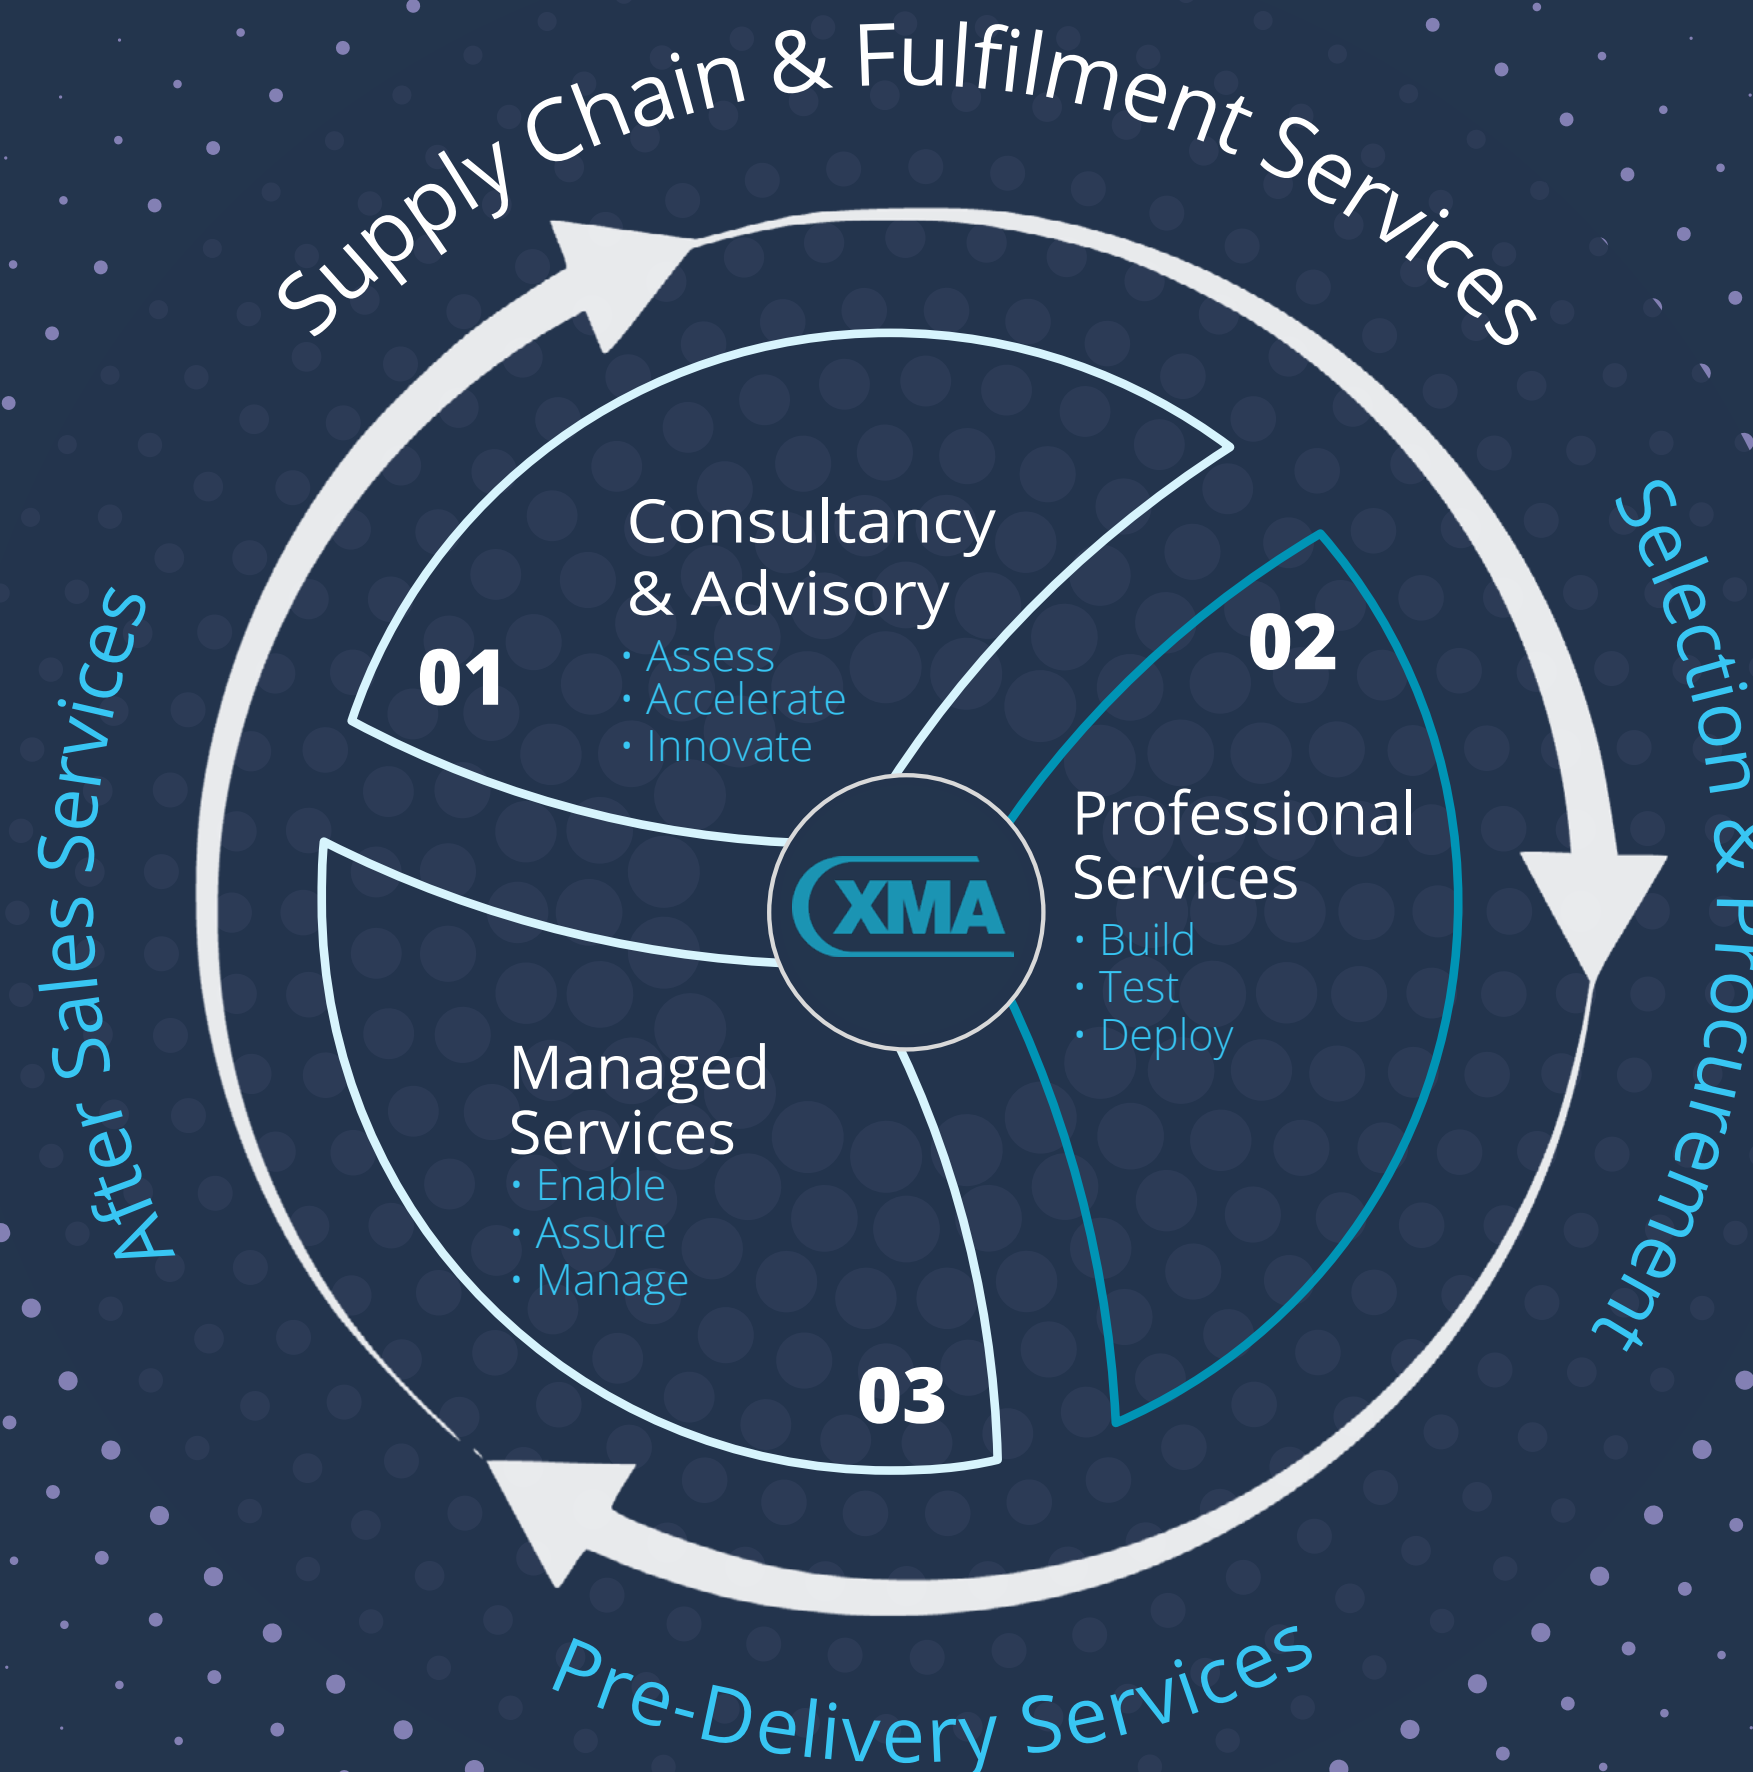 Supply Chain & Fulfilment Services
Consultancy
& Advisory
01
• Assess
• Accelerate
• Innovate
02
Professional
Services
• Build
• Test
• Deploy
XMA
Managed
Services
• Enable
• Assure
• Manage
03
Selection & Procurement
Pre-Delivery Services
After Sales Services